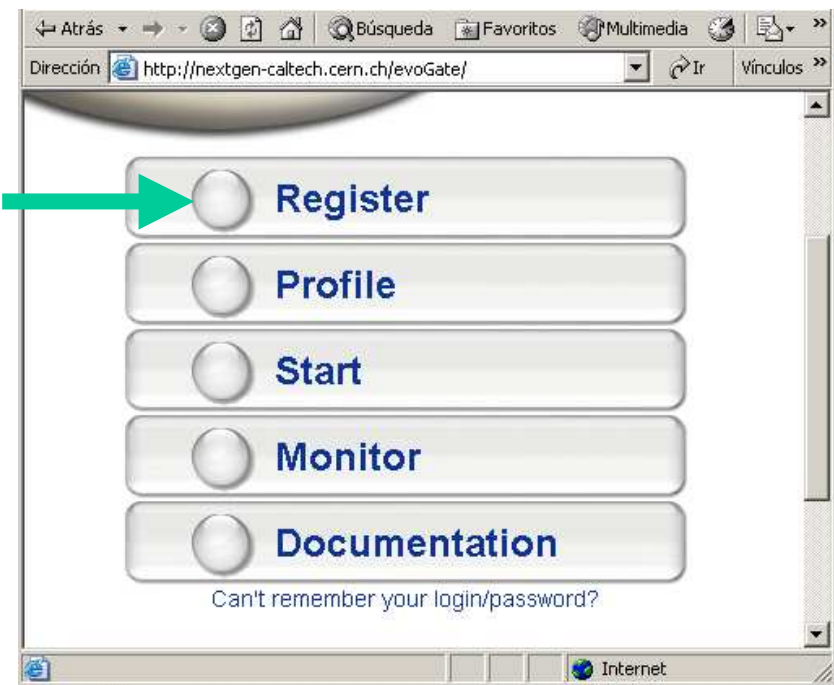 Atrás Búsqueda Favoritos Multimedia »
Dirección http://nextgen-caltech.cern.ch/evoGate/ Ir Vínculos »
Register
Profile
Start
Monitor
Documentation
Can't remember your login/password?
Internet